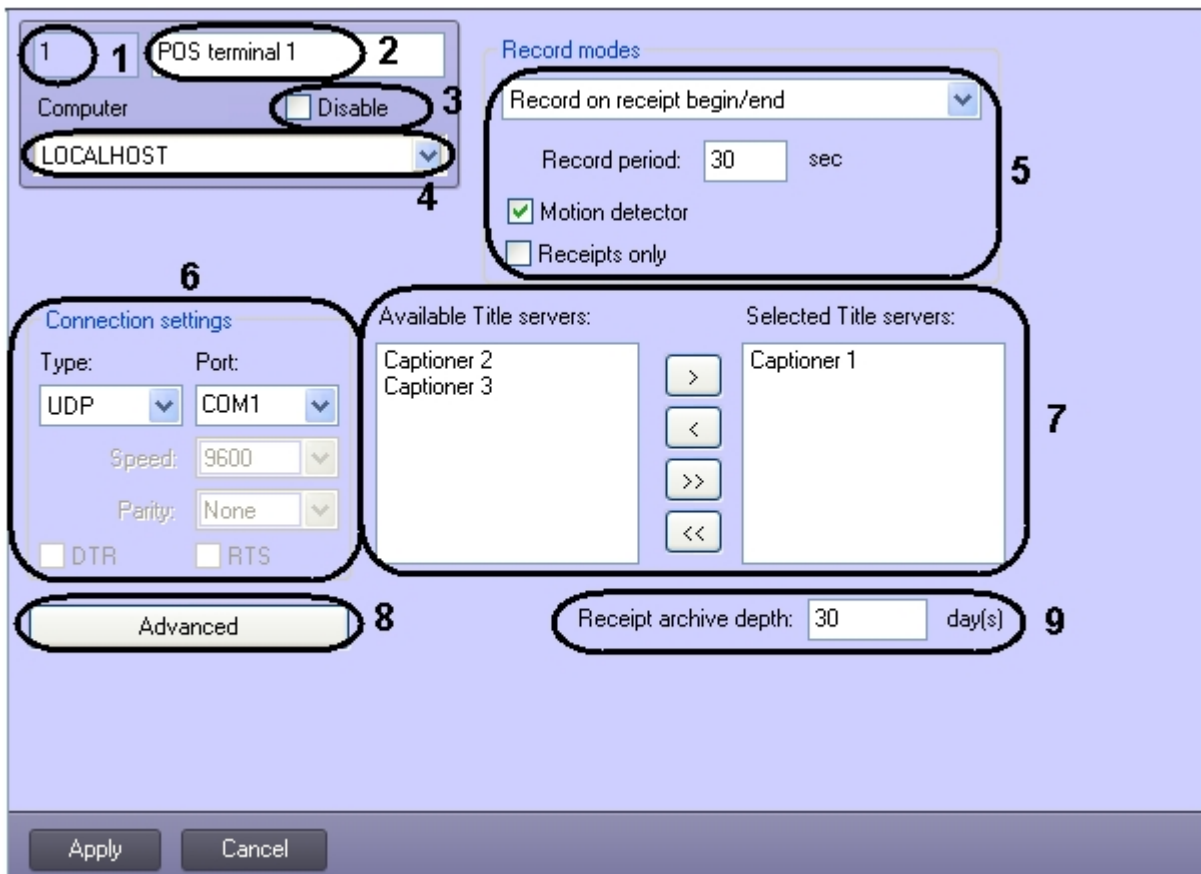 1 1 POS terminal 1 2
Computer Disable 3
LOCALHOST
4
Record modes
Record on receipt begin/end
Record period: 30 sec
5
Motion detector
Receipts only
6
Connection settings
Type: Port:
UDP COM1
Speed: 9600
Parity: None
DTR RTS
Available Title servers: Selected Title servers:
Captioner 2 Captioner 1
Captioner 3
>
<
>>
<<
7
Advanced 8
Receipt archive depth: 30 day(s) 9
Apply Cancel